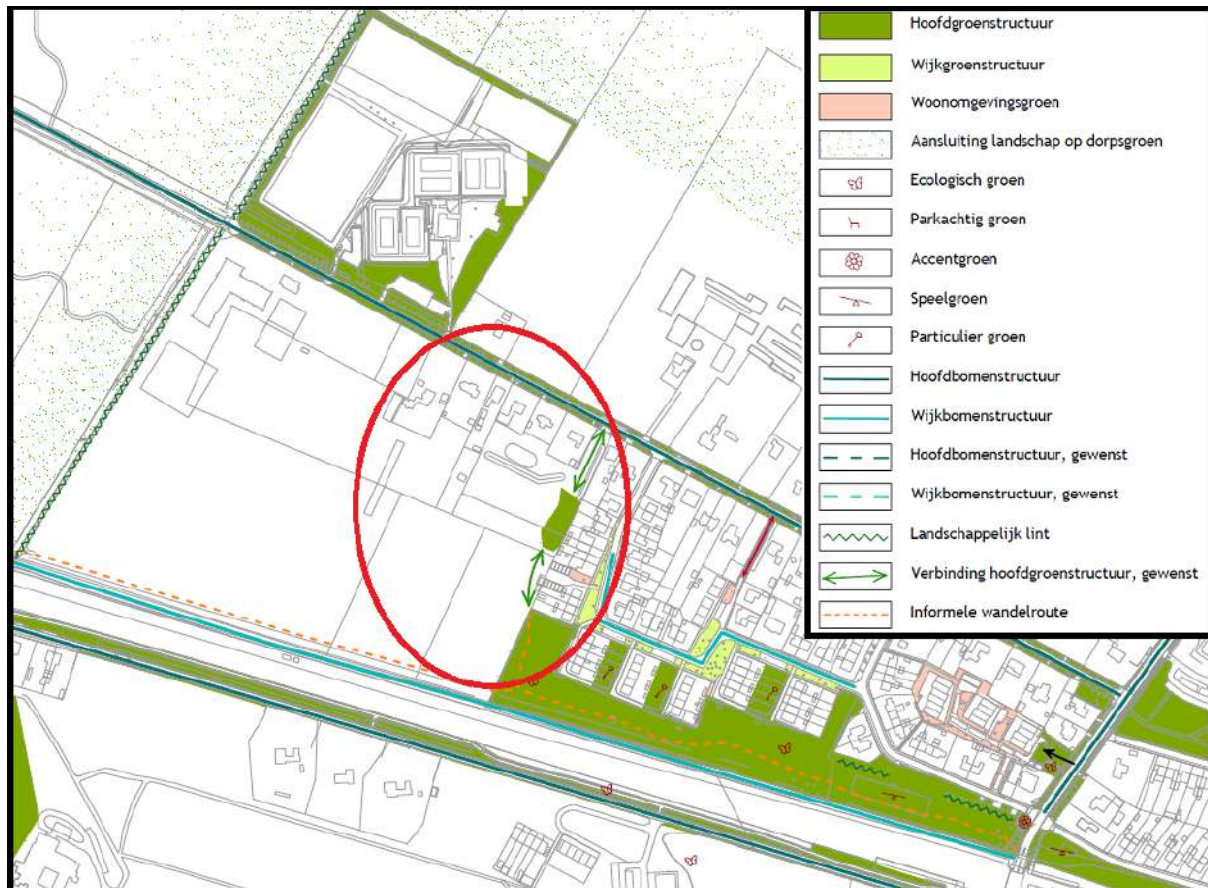 Hoofdgroenstructuur
Wijkgroenstructuur
Woonomgevingsgroen
Aansluiting landschap op dorpsgroen
Ecologisch groen
Parkachtig groen
Accentgroen
Speelgroen
Particulier groen
Hoofdbomenstructuur
Wijkbomenstructuur
Hoofdbomenstructuur, gewenst
Wijkbomenstructuur, gewenst
Landschappelijk lint
Verbinding hoofdgroenstructuur, gewenst
Informele wandelroute